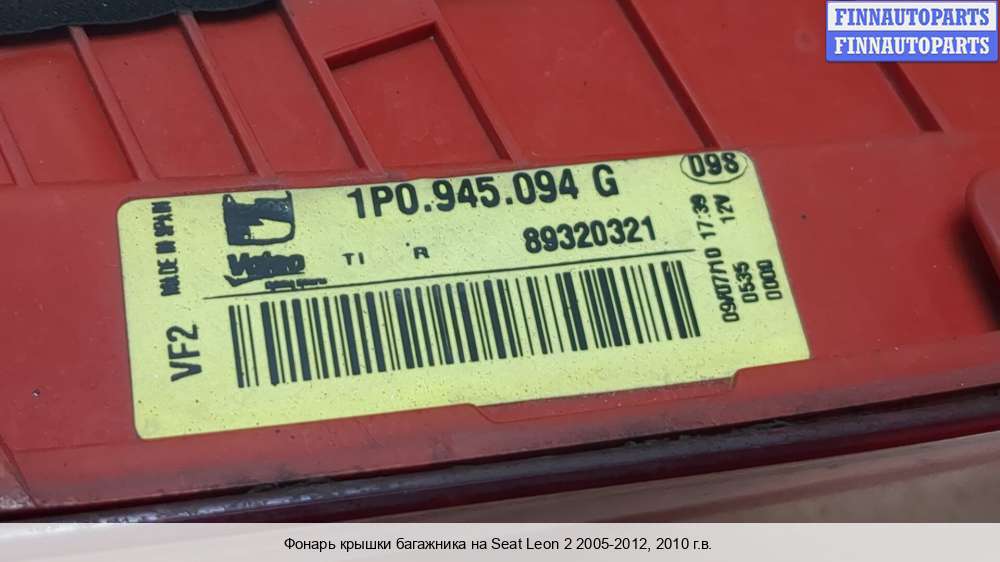 FINNAUTOPARTS
FINNAUTOPARTS
1P0.945.094 G
098
MADE IN SPAIN
Valeo
TI R
89320321
VF2
09/07/10 17:39
0535 12V
0000
Фонарь крышки багажника на Seat Leon 2 2005-2012, 2010 г.в.